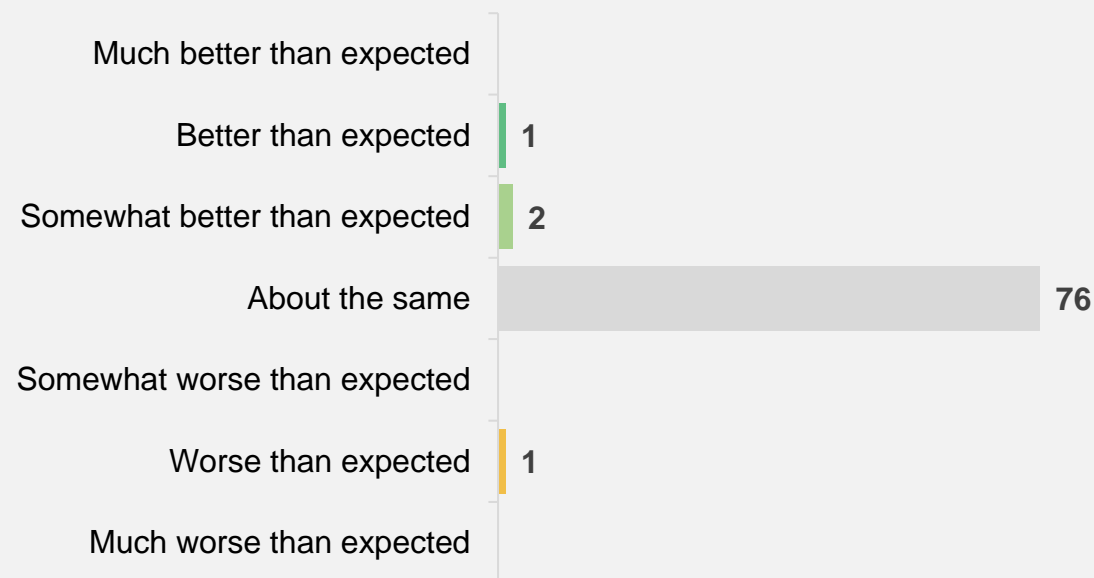 Much better than expected
Better than expected 1
Somewhat better than expected 2
About the same 76
Somewhat worse than expected
Worse than expected 1
Much worse than expected